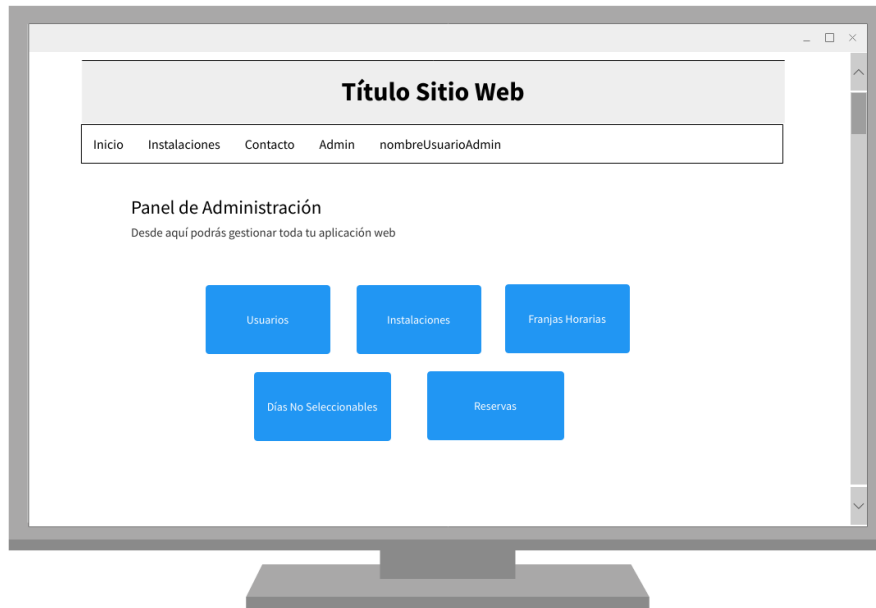 Título Sitio Web
Inicio Instalaciones Contacto Admin nombreUsuarioAdmin
Panel de Administración
Desde aquí podrás gestionar toda tu aplicación web
Usuarios Instalaciones Franjas Horarias
Días No Seleccionables Reservas